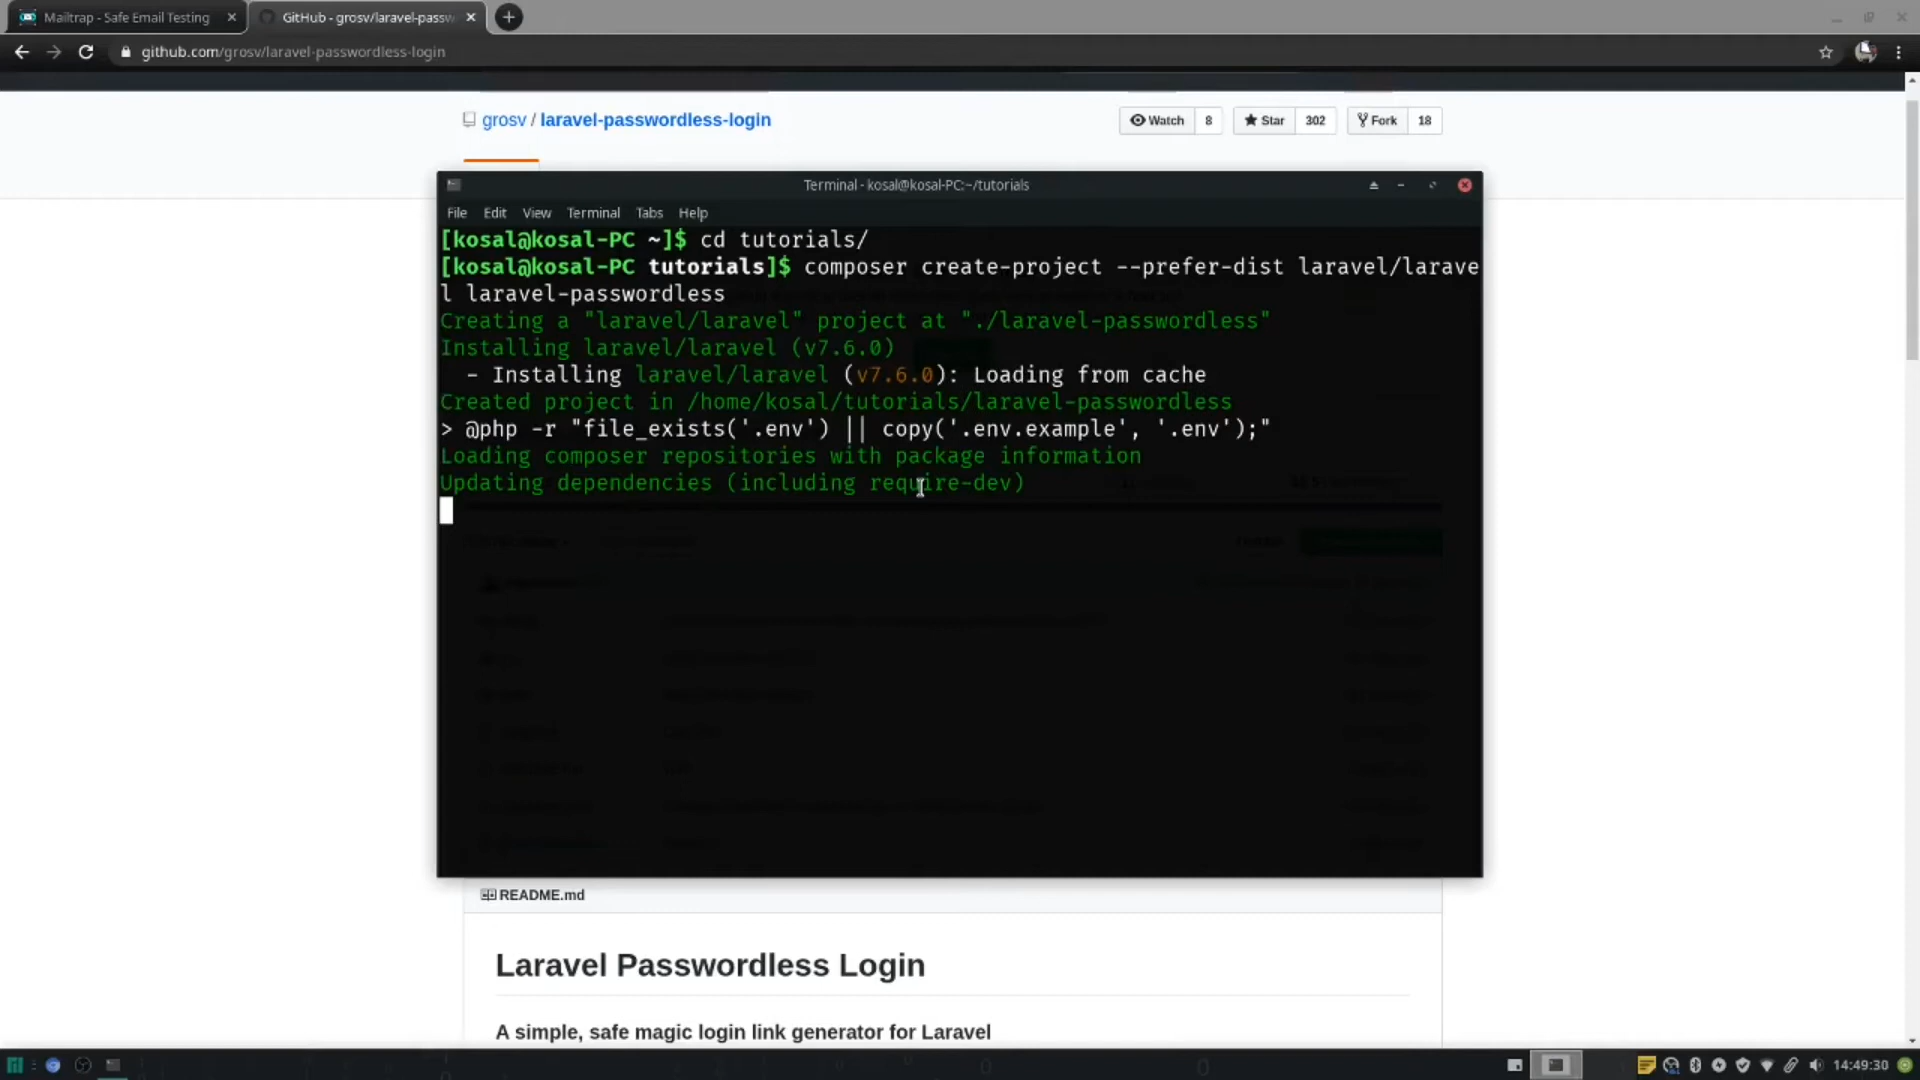 Mailtrap - Safe Email Testing
GitHub - grosv/laravel-passw
github.com/grosv/laravel-passwordless-login
grosv / laravel-passwordless-login
Watch 8 Star 302 Fork 18
Terminal - kosal@kosal-PC:~/tutorials
File Edit View Terminal Tabs Help
[kosal@kosal-PC ~]$ cd tutorials/
[kosal@kosal-PC tutorials]$ composer create-project --prefer-dist laravel/larave
l laravel-passwordless
Creating a "laravel/laravel" project at "./laravel-passwordless"
Installing laravel/laravel (v7.6.0)
- Installing laravel/laravel (v7.6.0): Loading from cache
Created project in /home/kosal/tutorials/laravel-passwordless
> @php -r "file_exists('.env') || copy('.env.example', '.env');"
Loading composer repositories with package information
Updating dependencies (including require-dev)
README.md
Laravel Passwordless Login
A simple, safe magic login link generator for Laravel
14:49:30